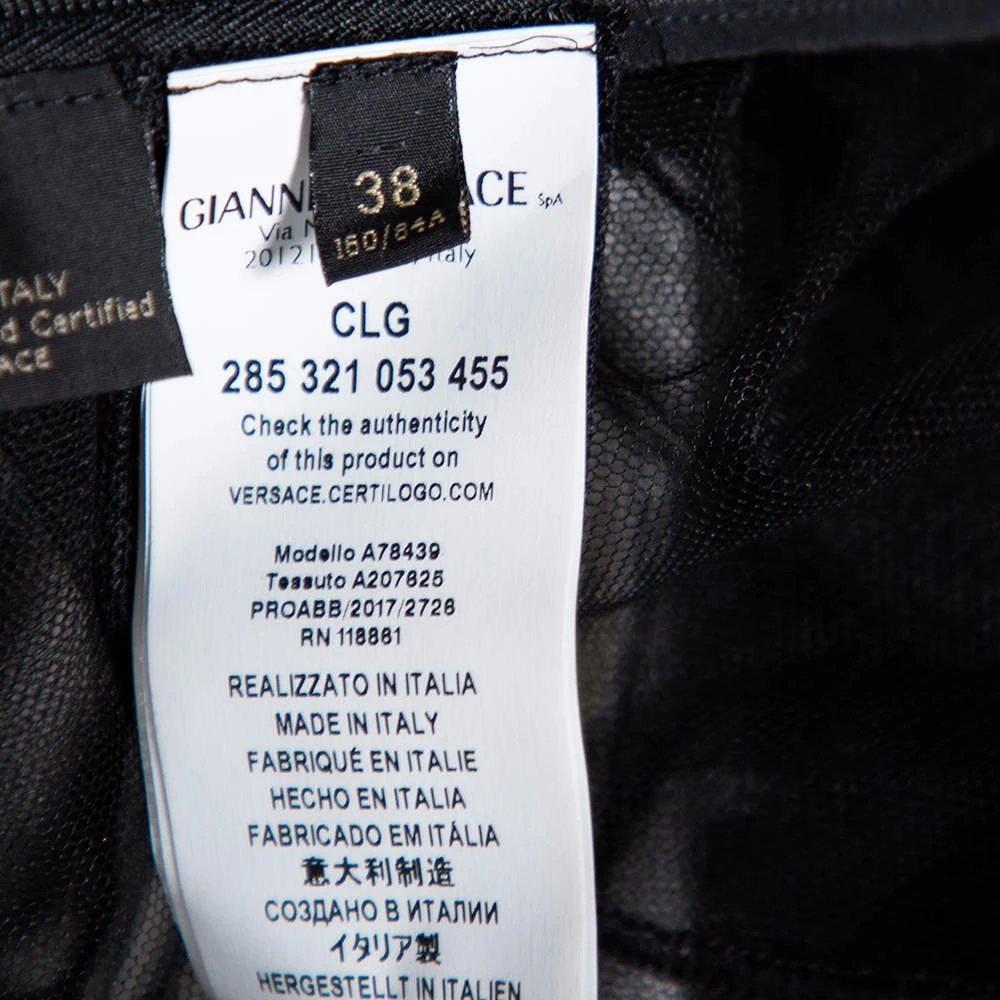 TALY
d Certified
ACE
38
160/84A
GIANN ACE SpA
Via
2012 Italy
CLG
285 321 053 455
Check the authenticity
of this product on
VERSACE.CERTILOGO.COM
Modello A78439
Tessuto A207625
PROABB/2017/2728
RN 118861
REALIZZATO IN ITALIA
MADE IN ITALY
FABRIQUÉ EN ITALIE
HECHO EN ITALIA
FABRICADO EM ITÁLIA
意大利制造
СОЗДАНО В ИТАЛИИ
イタリア製
HERGESTELLT IN ITALIEN